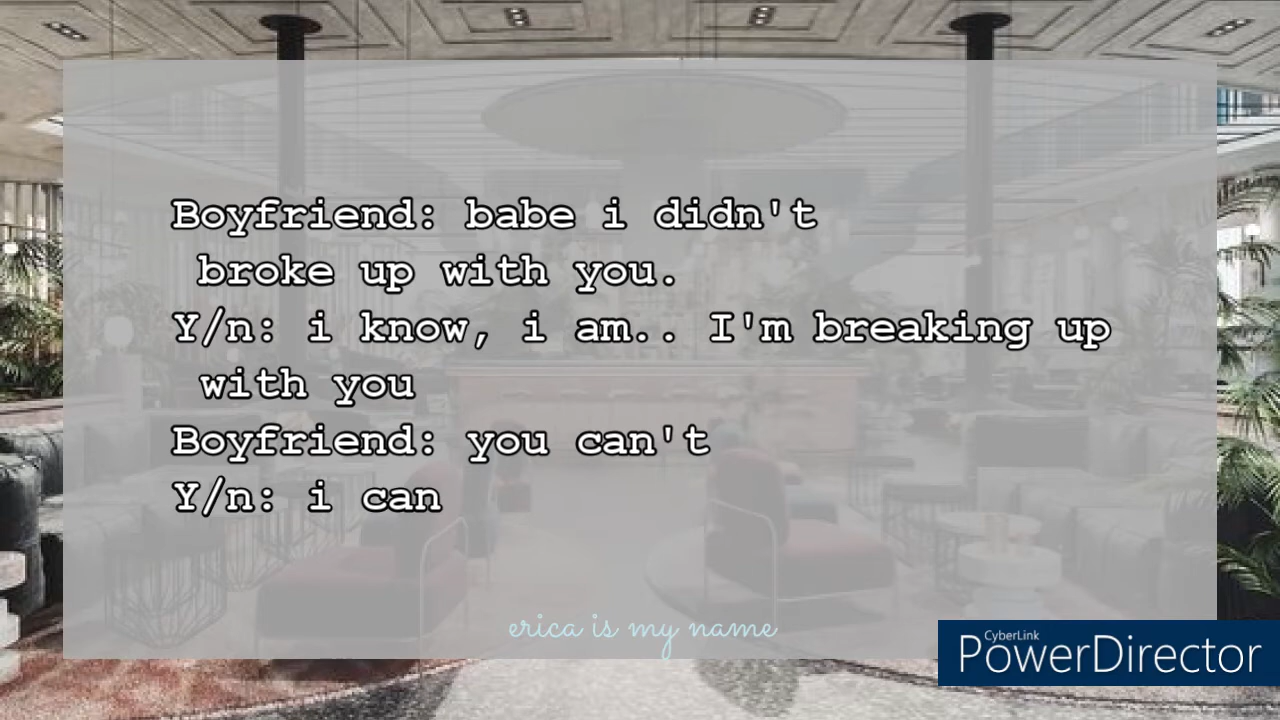 Boyfriend: babe i didn't
broke up with you.
Y/n: i know, i am.. I'm breaking up
with you
Boyfriend: you can't
Y/n: i can
erica is my name
CyberLink
PowerDirector